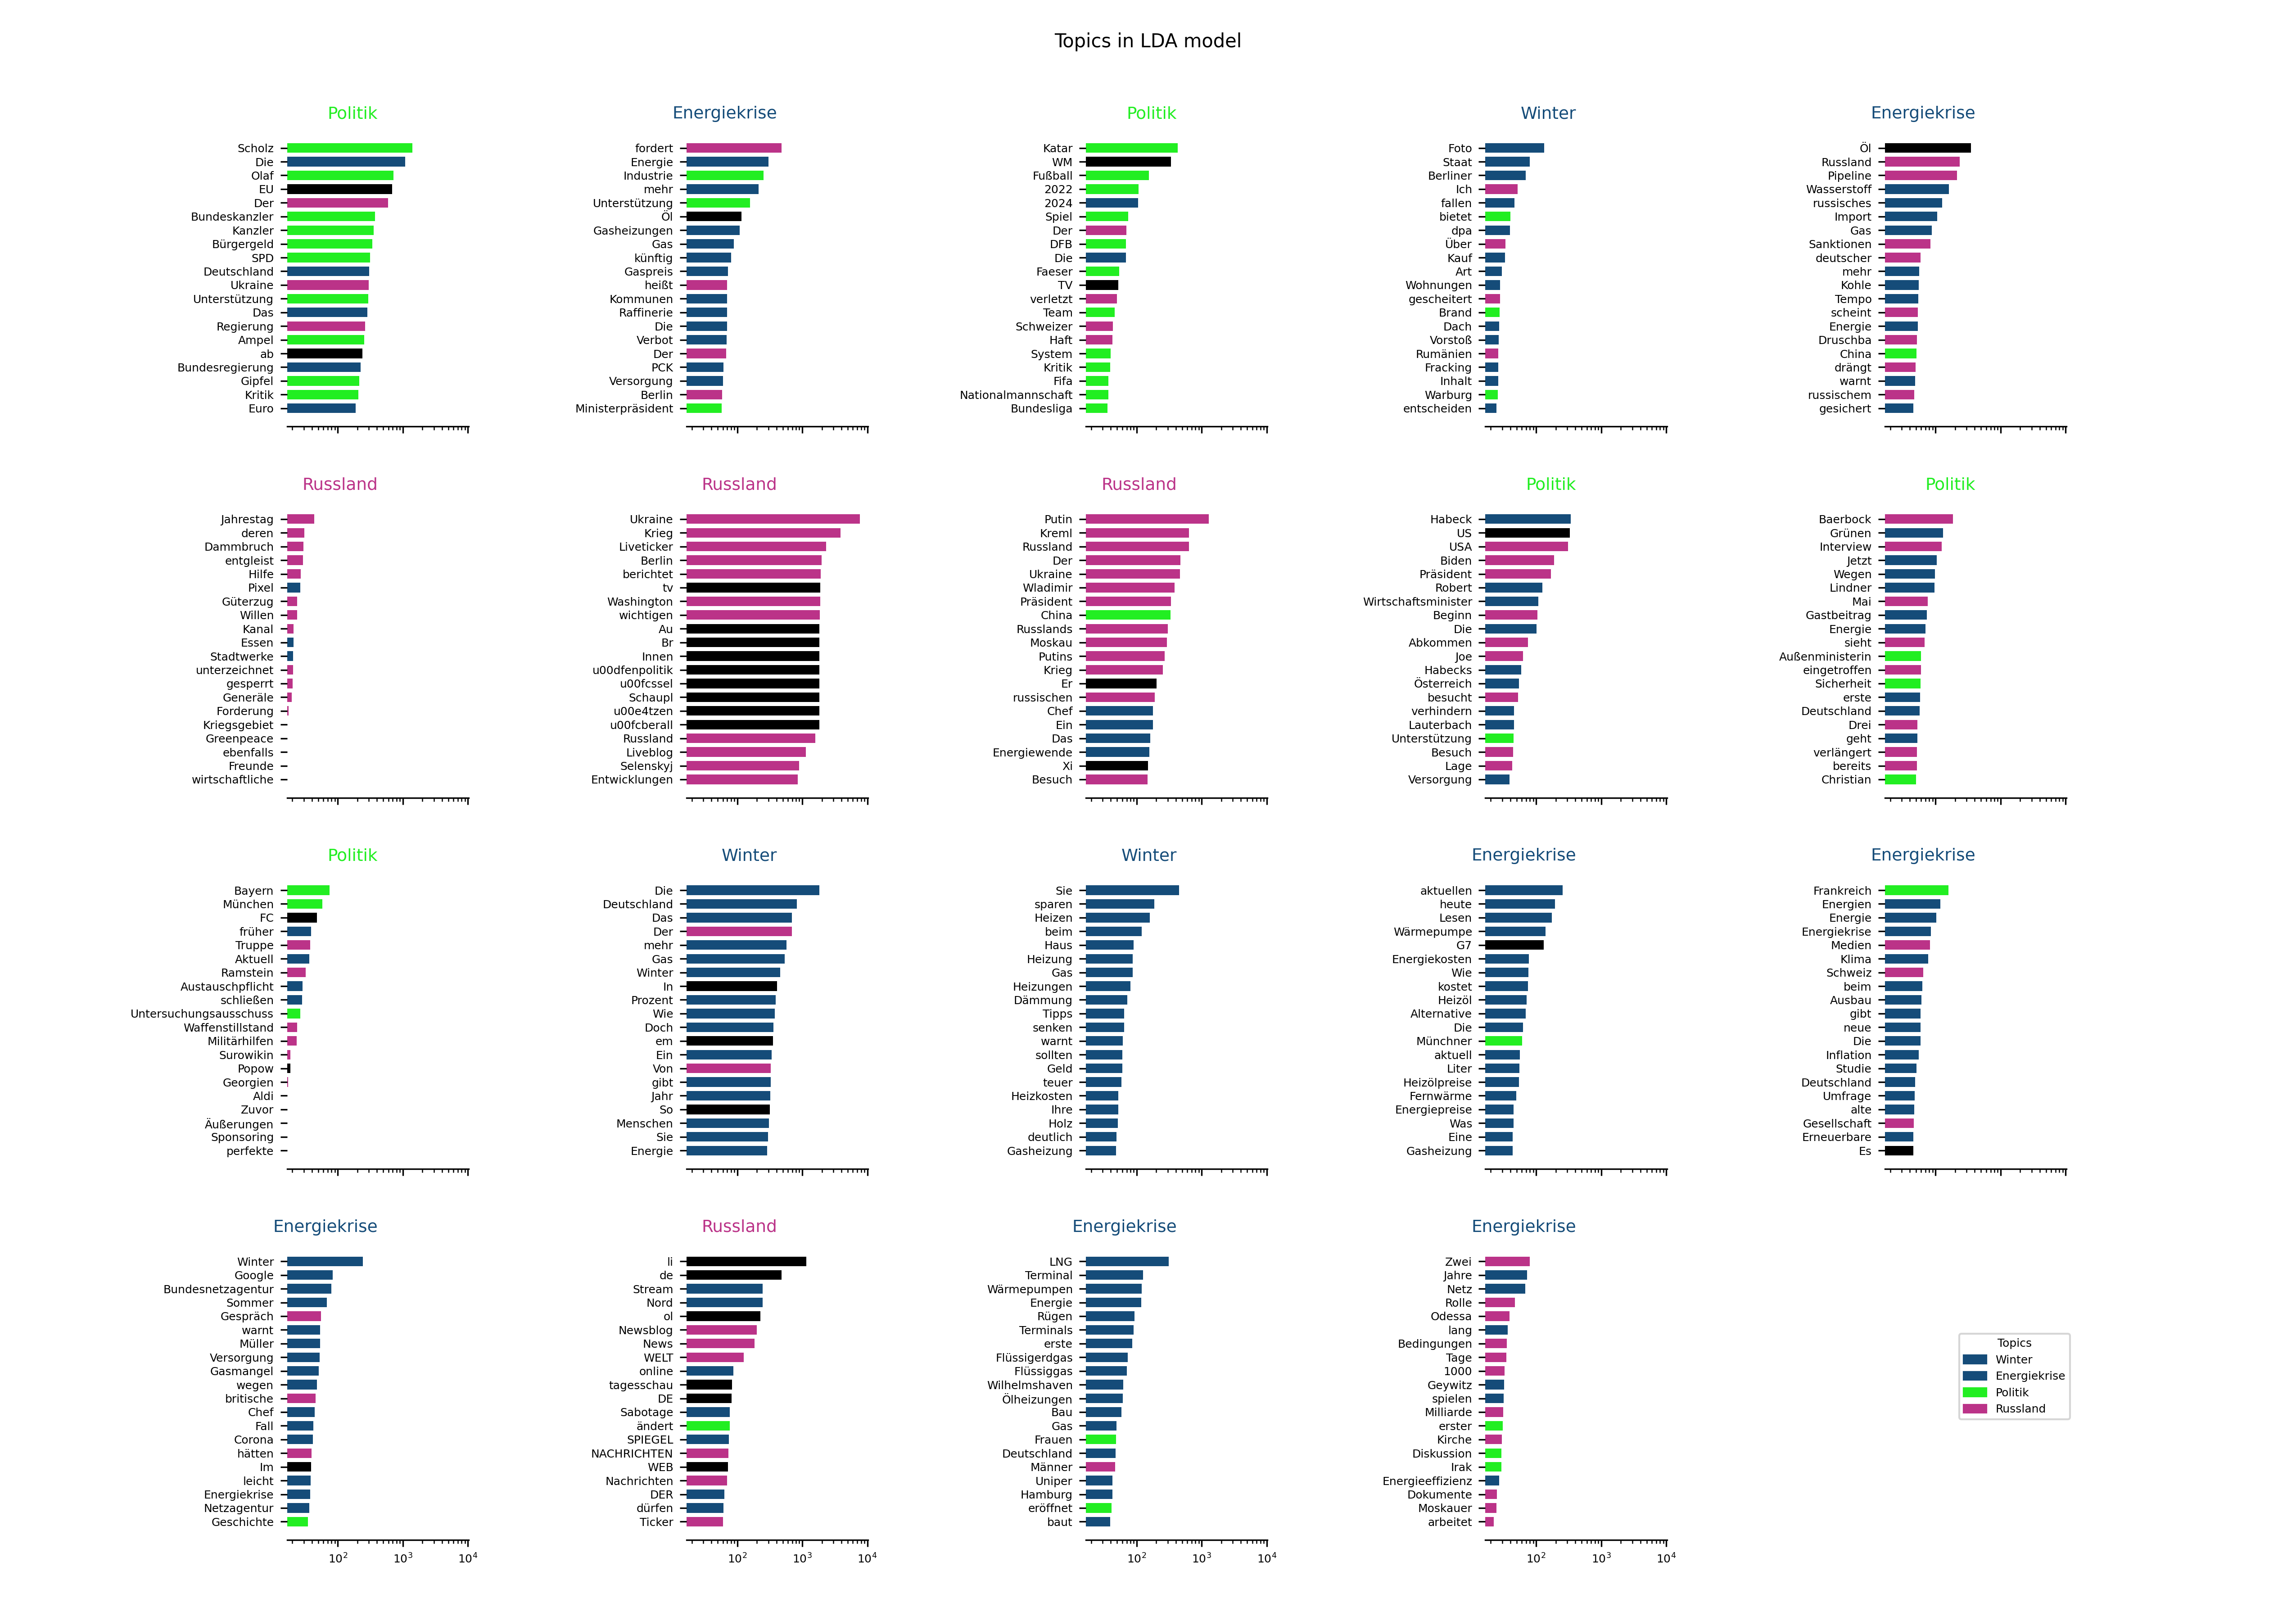 Topics in LDA model
Politik
Scholz
Die
Olaf
EU
Der
Bundeskanzler
Kanzler
Bürgergeld
SPD
Deutschland
Ukraine
Unterstützung
Das
Regierung
Ampel
ab
Bundesregierung
Gipfel
Kritik
Euro
Energiekrise
fordert
Energie
Industrie
mehr
Unterstützung
Öl
Gasheizungen
Gas
künftig
Gaspreis
heißt
Kommunen
Raffinerie
Die
Verbot
Der
PCK
Versorgung
Berlin
Ministerpräsident
Politik
Katar
WM
Fußball
2022
2024
Spiel
Der
DFB
Die
Faeser
TV
verletzt
Team
Schweizer
Haft
System
Kritik
Fifa
Nationalmannschaft
Bundesliga
Winter
Foto
Staat
Berliner
Ich
fallen
bietet
dpa
Über
Kauf
Art
Wohnungen
gescheitert
Brand
Dach
Vorstoß
Rumänien
Fracking
Inhalt
Warburg
entscheiden
Energiekrise
Öl
Russland
Pipeline
Wasserstoff
russisches
Import
Gas
Sanktionen
deutscher
mehr
Kohle
Tempo
scheint
Energie
Druschba
China
drängt
warnt
russischem
gesichert
Russland
Jahrestag
deren
Dammbruch
entgleist
Hilfe
Pixel
Güterzug
Willen
Kanal
Essen
Stadtwerke
unterzeichnet
gesperrt
Generäle
Forderung
Kriegsgebiet
Greenpeace
ebenfalls
Freunde
wirtschaftliche
Russland
Ukraine
Krieg
Liveticker
Berlin
berichtet
tv
Washington
wichtigen
Au
Br
Innen
u00dfenpolitik
u00fcssel
Schaupl
u00e4tzen
u00fcberall
Russland
Liveblog
Selenskyj
Entwicklungen
Russland
Putin
Kreml
Russland
Der
Ukraine
Wladimir
Präsident
China
Russlands
Moskau
Putins
Krieg
Er
russischen
Chef
Ein
Das
Energiewende
Xi
Besuch
Politik
Habeck
US
USA
Biden
Präsident
Robert
Wirtschaftsminister
Beginn
Die
Abkommen
Joe
Habecks
Österreich
besucht
verhindern
Lauterbach
Unterstützung
Besuch
Lage
Versorgung
Politik
Baerbock
Grünen
Interview
Jetzt
Wegen
Lindner
Mai
Gastbeitrag
Energie
sieht
Außenministerin
eingetroffen
Sicherheit
erste
Deutschland
Drei
geht
verlängert
bereits
Christian
Politik
Bayern
München
FC
früher
Truppe
Aktuell
Ramstein
Austauschpflicht
schließen
Untersuchungsausschuss
Waffenstillstand
Militärhilfen
Surowikin
Popow
Georgien
Aldi
Zuvor
Äußerungen
Sponsoring
perfekte
Winter
Die
Deutschland
Das
Der
mehr
Gas
Winter
In
Prozent
Wie
Doch
em
Ein
Von
gibt
Jahr
So
Menschen
Sie
Energie
Winter
Sie
sparen
Heizen
beim
Haus
Heizung
Gas
Heizungen
Dämmung
Tipps
senken
warnt
sollten
Geld
teuer
Heizkosten
Ihre
Holz
deutlich
Gasheizung
Energiekrise
aktuellen
heute
Lesen
Wärmepumpe
G7
Energiekosten
Wie
kostet
Heizöl
Alternative
Die
Münchner
aktuell
Liter
Heizölpreise
Fernwärme
Energiepreise
Was
Eine
Gasheizung
Energiekrise
Frankreich
Energien
Energie
Energiekrise
Medien
Klima
Schweiz
beim
Ausbau
gibt
neue
Die
Inflation
Studie
Deutschland
Umfrage
alte
Gesellschaft
Erneuerbare
Es
Energiekrise
Winter
Google
Bundesnetzagentur
Sommer
Gespräch
warnt
Müller
Versorgung
Gasmangel
wegen
britische
Chef
Fall
Corona
hätten
Im
leicht
Energiekrise
Netzagentur
Geschichte
10² 10³ 10⁴
Russland
li
de
Stream
Nord
ol
Newsblog
News
WELT
online
tagesschau
DE
Sabotage
ändert
SPIEGEL
NACHRICHTEN
WEB
Nachrichten
DER
dürfen
Ticker
10² 10³ 10⁴
Energiekrise
LNG
Terminal
Wärmepumpen
Energie
Rügen
Terminals
erste
Flüssigerdgas
Flüssiggas
Wilhelmshaven
Ölheizungen
Bau
Gas
Frauen
Deutschland
Männer
Uniper
Hamburg
eröffnet
baut
10² 10³ 10⁴
Energiekrise
Zwei
Jahre
Netz
Rolle
Odessa
lang
Bedingungen
Tage
1000
Geywitz
spielen
Milliarde
erster
Kirche
Diskussion
Irak
Energieeffizienz
Dokumente
Moskauer
arbeitet
10² 10³ 10⁴
Topics
Winter
Energiekrise
Politik
Russland